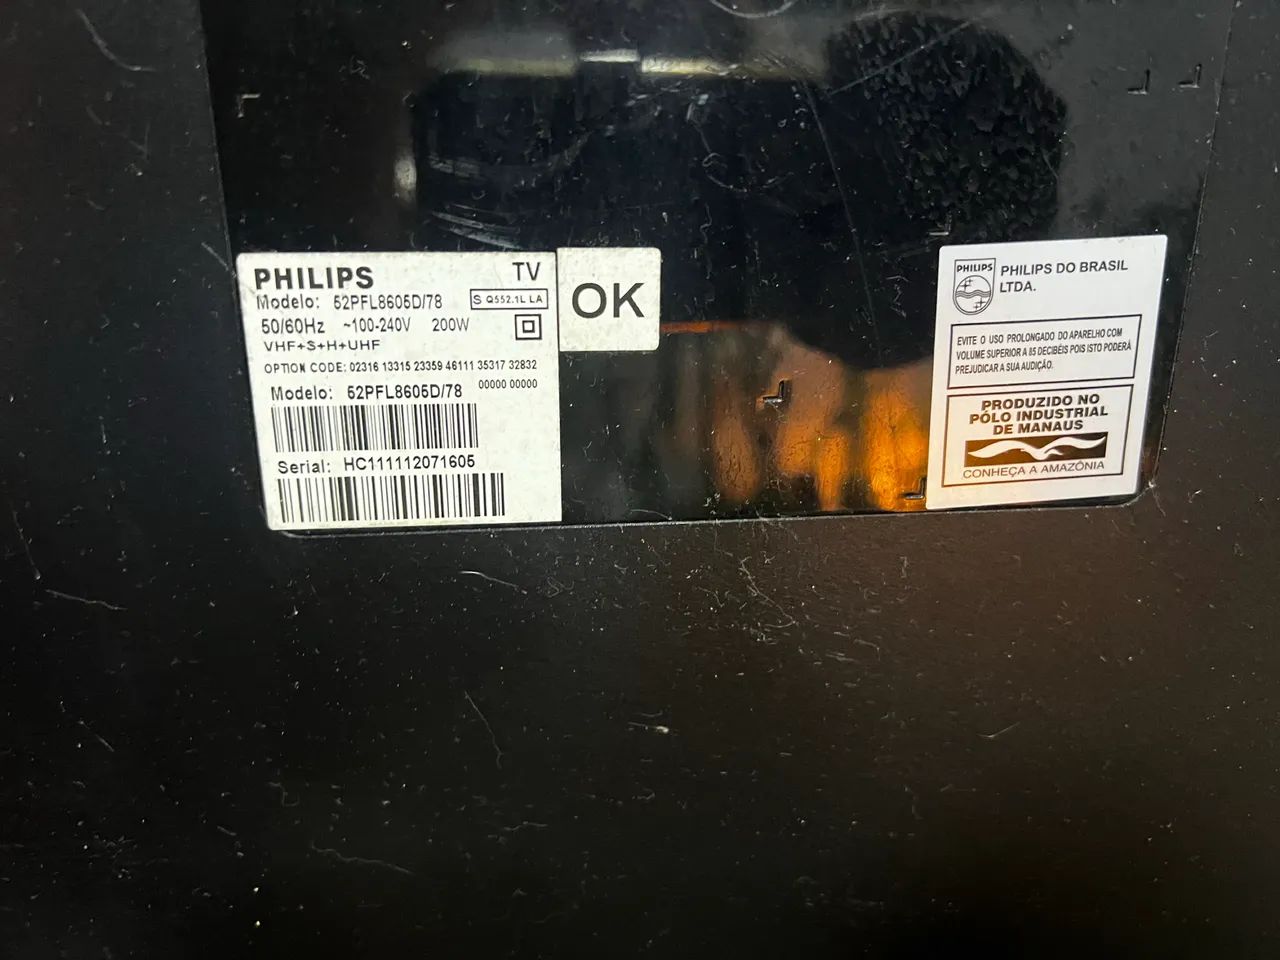 PHILIPS TV
Modelo: 52PFL8605D/78 S Q552.1L LA
50/60Hz ~100-240V 200W
VHF+S+H+UHF
OPTION CODE: 02316 13315 23359 46111 35317 32832
00000 00000
Modelo: 52PFL8605D/78
Serial: HC111112071605
OK
PHILIPS
PHILIPS DO BRASIL
LTDA.
EVITE O USO PROLONGADO DO APARELHO COM
VOLUME SUPERIOR A 85 DECIBÉIS POIS ISTO PODERÁ
PREJUDICAR A SUA AUDIÇÃO.
PRODUZIDO NO
PÓLO INDUSTRIAL
DE MANAUS
CONHEÇA A AMAZÔNIA